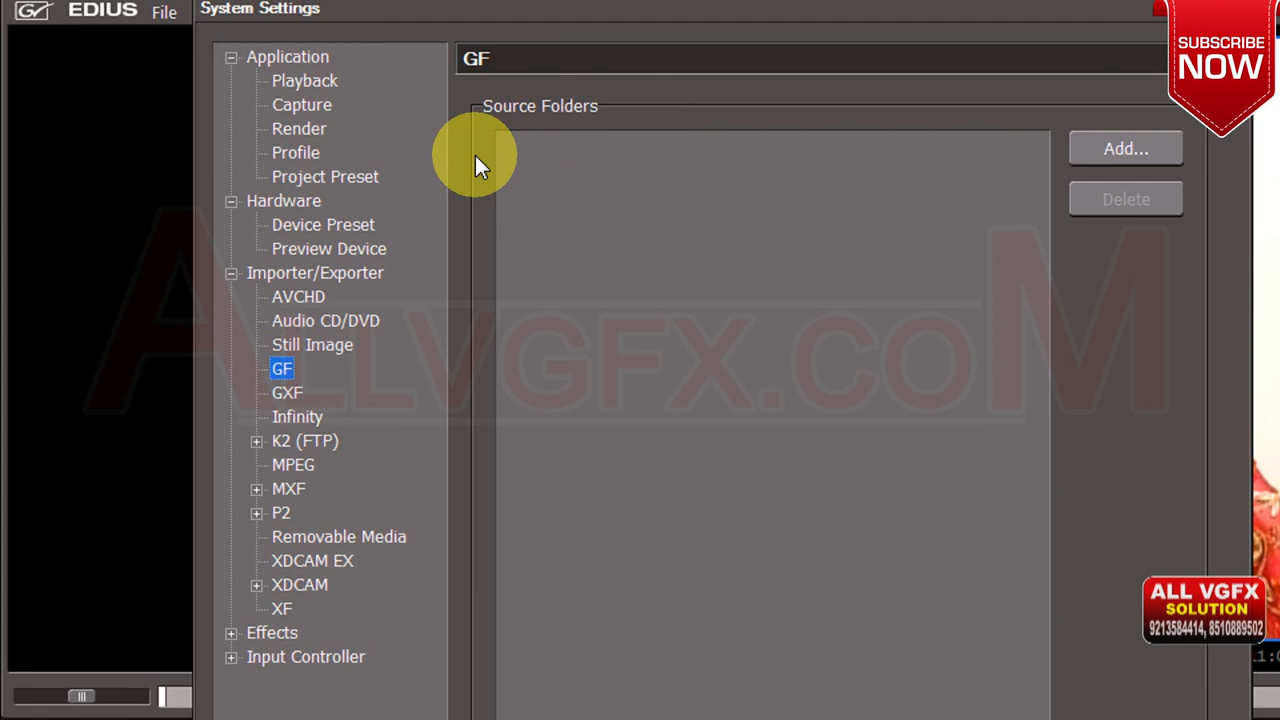 EDIUS File
System Settings
SUBSCRIBE
NOW
Application
Playback
Capture
Render
Profile
Project Preset
Hardware
Device Preset
Preview Device
Importer/Exporter
AVCHD
Audio CD/DVD
Still Image
GF
GXF
Infinity
K2 (FTP)
MPEG
MXF
P2
Removable Media
XDCAM EX
XDCAM
XF
Effects
Input Controller
GF
Source Folders
Add...
Delete
ALLVGFX.COM
ALL VGFX
SOLUTION
9213584414, 8510889502